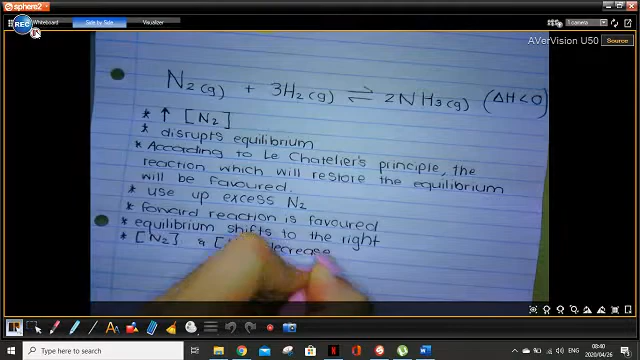 sphere2
REC
Whiteboard
Side by Side
Visualizer
1 camera
AVerVision U50
Source
N2(g) + 3H2(g) ⇌ 2NH3(g) (ΔH<0)
* ↑ [N2]
* disrupts equilibrium
* According to Le Chatelier's principle, the
reaction which will restore the equilibrium
will be favoured.
* use up excess N2
* forward reaction is favoured
* equilibrium shifts to the right
* [N2] & [ decrease
Type here to search
ENG
08:40
2020/04/26